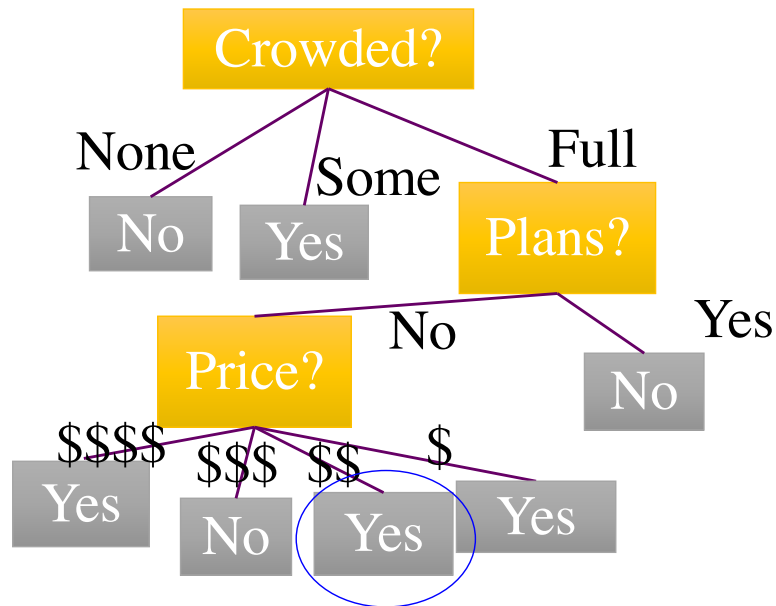 Crowded?
None
Some
Full
No
Yes
Plans?
No
Yes
Price?
No
$$$$
$$$
$$
$
Yes
No
Yes
Yes